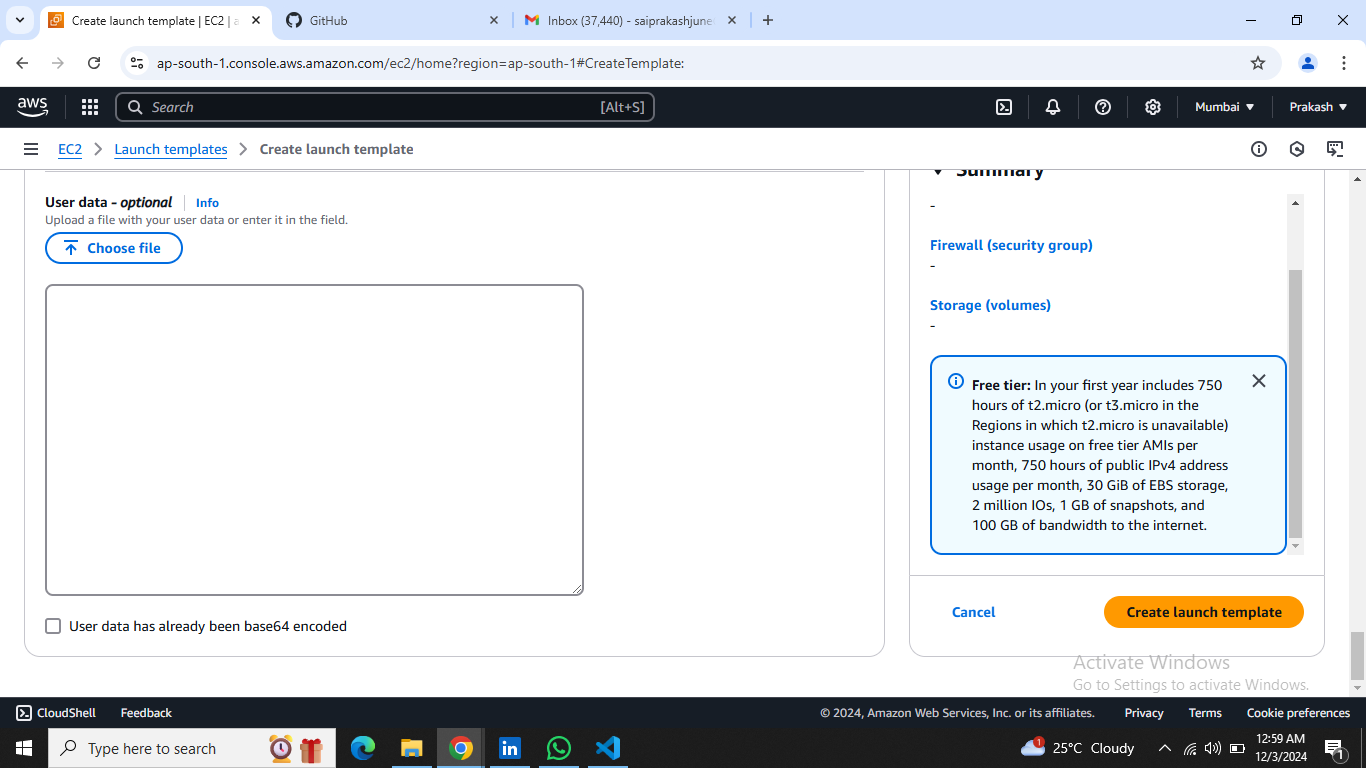 Create launch template | EC2 | a
GitHub
Inbox (37,440) - saiprakashjune
ap-south-1.console.aws.amazon.com/ec2/home?region=ap-south-1#CreateTemplate:
aws
Search
[Alt+S]
Mumbai
Prakash
EC2
Launch templates
Create launch template
User data - optional
Info
Upload a file with your user data or enter it in the field.
Choose file
User data has already been base64 encoded
Summary
-
Firewall (security group)
-
Storage (volumes)
-
Free tier: In your first year includes 750
hours of t2.micro (or t3.micro in the
Regions in which t2.micro is unavailable)
instance usage on free tier AMIs per
month, 750 hours of public IPv4 address
usage per month, 30 GiB of EBS storage,
2 million IOs, 1 GB of snapshots, and
100 GB of bandwidth to the internet.
Cancel
Create launch template
Activate Windows
Go to Settings to activate Windows.
CloudShell
Feedback
© 2024, Amazon Web Services, Inc. or its affiliates.
Privacy
Terms
Cookie preferences
Type here to search
1
25°C Cloudy
12:59 AM
12/3/2024
1